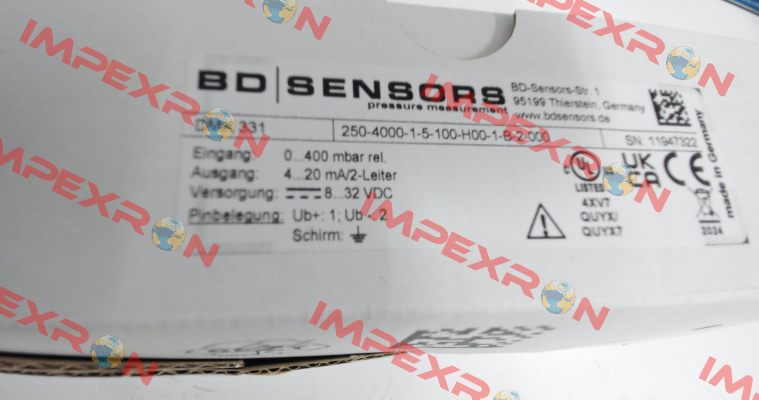 BD SENSORS
pressure measurement
BD-Sensors-Str. 1
95199 Thierstein, Germany
www.bdsensors.de
331
250-4000-1-5-100-H00-1-B-2-000
SN: 11947322
Eingang: 0...400 mbar rel.
Ausgang: 4...20 mA/2-Leiter
Versorgung: 8...32 VDC
Pinbelegung: Ub+: 1; Ub-: 2
Schirm:
UL
LISTED
4XV7
QUYX/
QUYX7
UK
CA
CE
2024
made in Germany
IMPEXRON
IMPEXRON
IMPEXRON
IMPEXRON
IMPEXRON
IMPEXRON
IMPEXRON
IMPEXRON